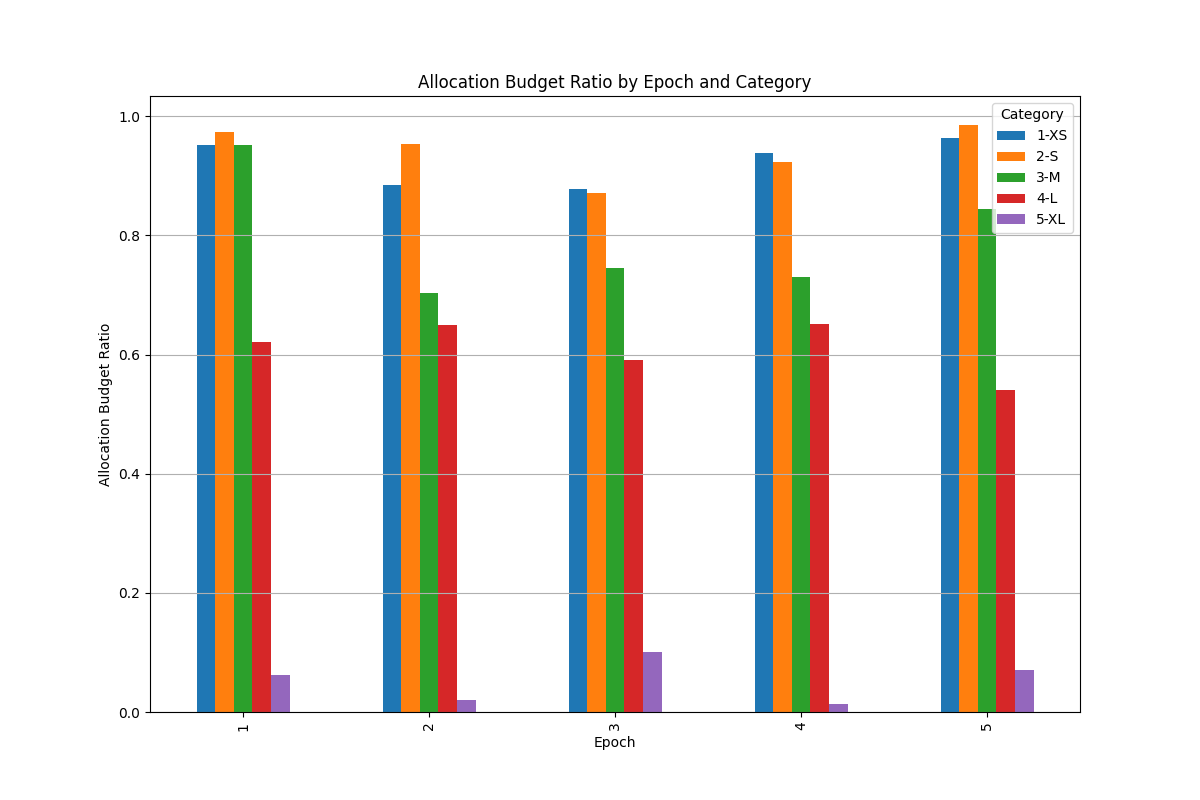 Allocation Budget Ratio by Epoch and Category
Category
1-XS
2-S
3-M
4-L
5-XL
Allocation Budget Ratio
1.0
0.8
0.6
0.4
0.2
0.0
1
2
3
4
5
Epoch